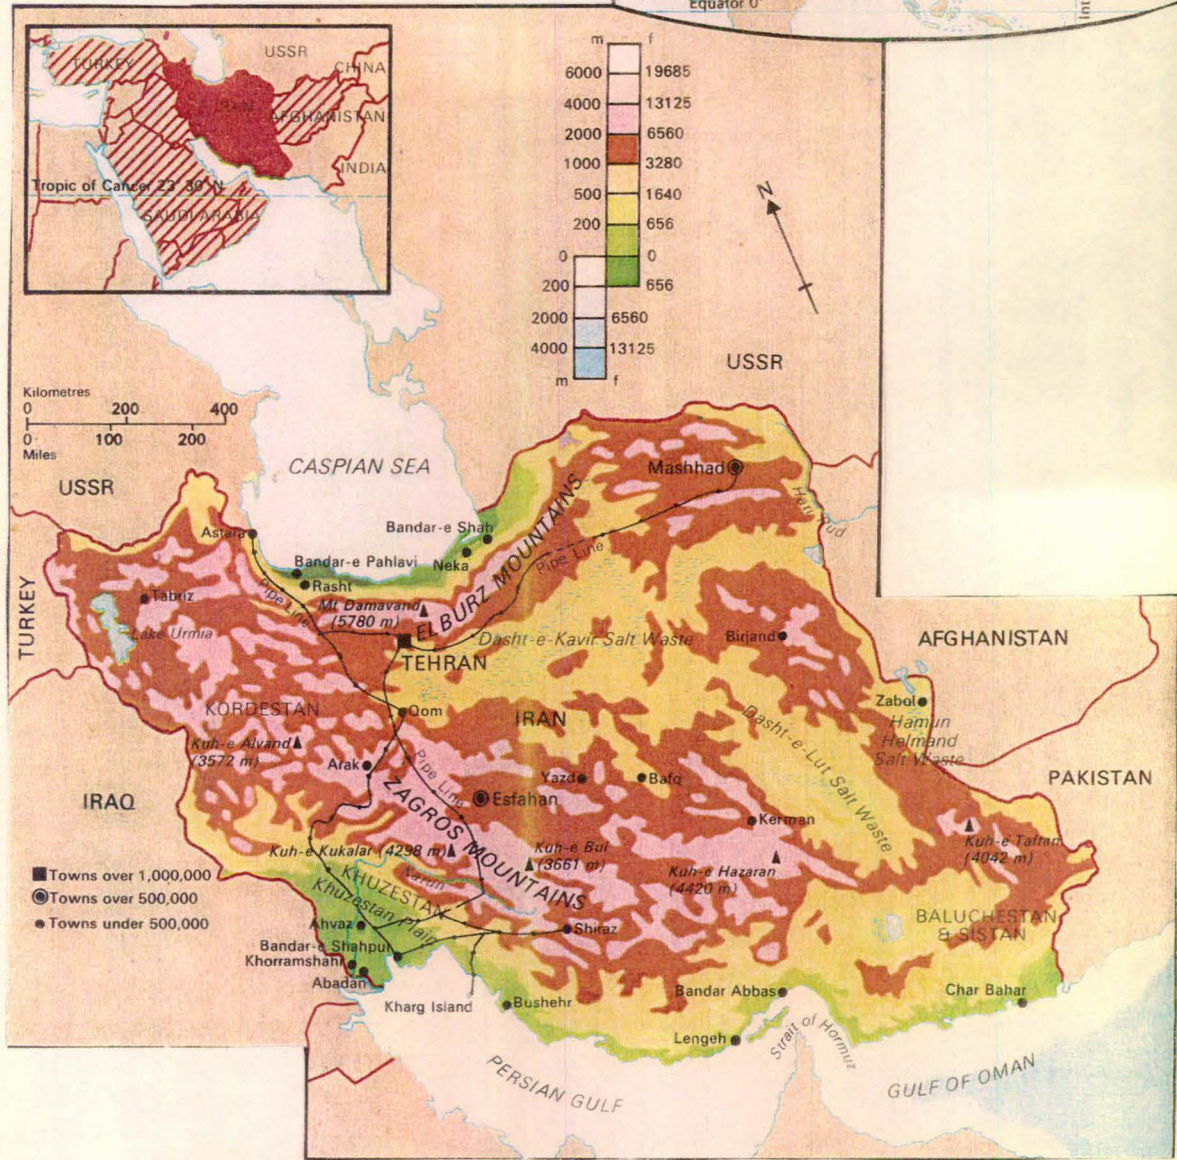 Equator 0°
Int
USSR
TURKEY
CHINA
IRAN
AFGHANISTAN
INDIA
Tropic of Cancer 23° 30' N
SAUDI ARABIA
m f
6000 19685
4000 13125
2000 6560
1000 3280
500 1640
200 656
0 0
200 656
2000 6560
4000 13125
m f
N
USSR
Kilometres
0 200 400
0 100 200
Miles
CASPIAN SEA
USSR
Mashhad
Hari Rud
Astara
Bandar-e Shah
Bandar-e Pahlavi
Neka
Rasht
ELBURZ MOUNTAINS
Pipe Line
Pipe Line
TURKEY
Tabriz
Mt Damavand
(5780 m)
Lake Urmia
TEHRAN
Dasht-e-Kavir Salt Waste
Birjand
AFGHANISTAN
KORDESTAN
Qom
IRAN
Zabol
Hamun
Helmand
Salt Waste
Dasht-e-Lut Salt Waste
Kuh-e Alvand
(3572 m)
Arak
Pipe Line
Yazd
Bafq
PAKISTAN
IRAQ
ZAGROS MOUNTAINS
Esfahan
Kerman
Kuh-e Kukalar (4298 m)
Kuh-e Bul
(3661 m)
Kuh-e Hazaran
(4420 m)
Kuh-e Taftan
(4042 m)
Towns over 1,000,000
Towns over 500,000
Towns under 500,000
KHUZESTAN
Karun
Khuzestan Plain
BALUCHESTAN
& SISTAN
Ahvaz
Shiraz
Bandar-e Shahpur
Khorramshahr
Abadan
Kharg Island
Bushehr
Bandar Abbas
Char Bahar
Lengeh
Strait of Hormuz
PERSIAN GULF
GULF OF OMAN